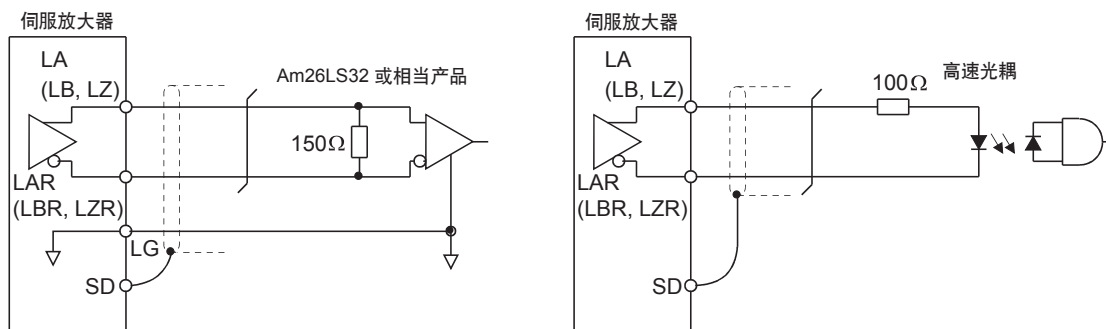 伺服放大器
LA
(LB, LZ)
Am26LS32 或相当产品
150Ω
LAR
(LBR, LZR)
LG
SD
伺服放大器
LA
(LB, LZ)
100Ω
高速光耦
LAR
(LBR, LZR)
SD